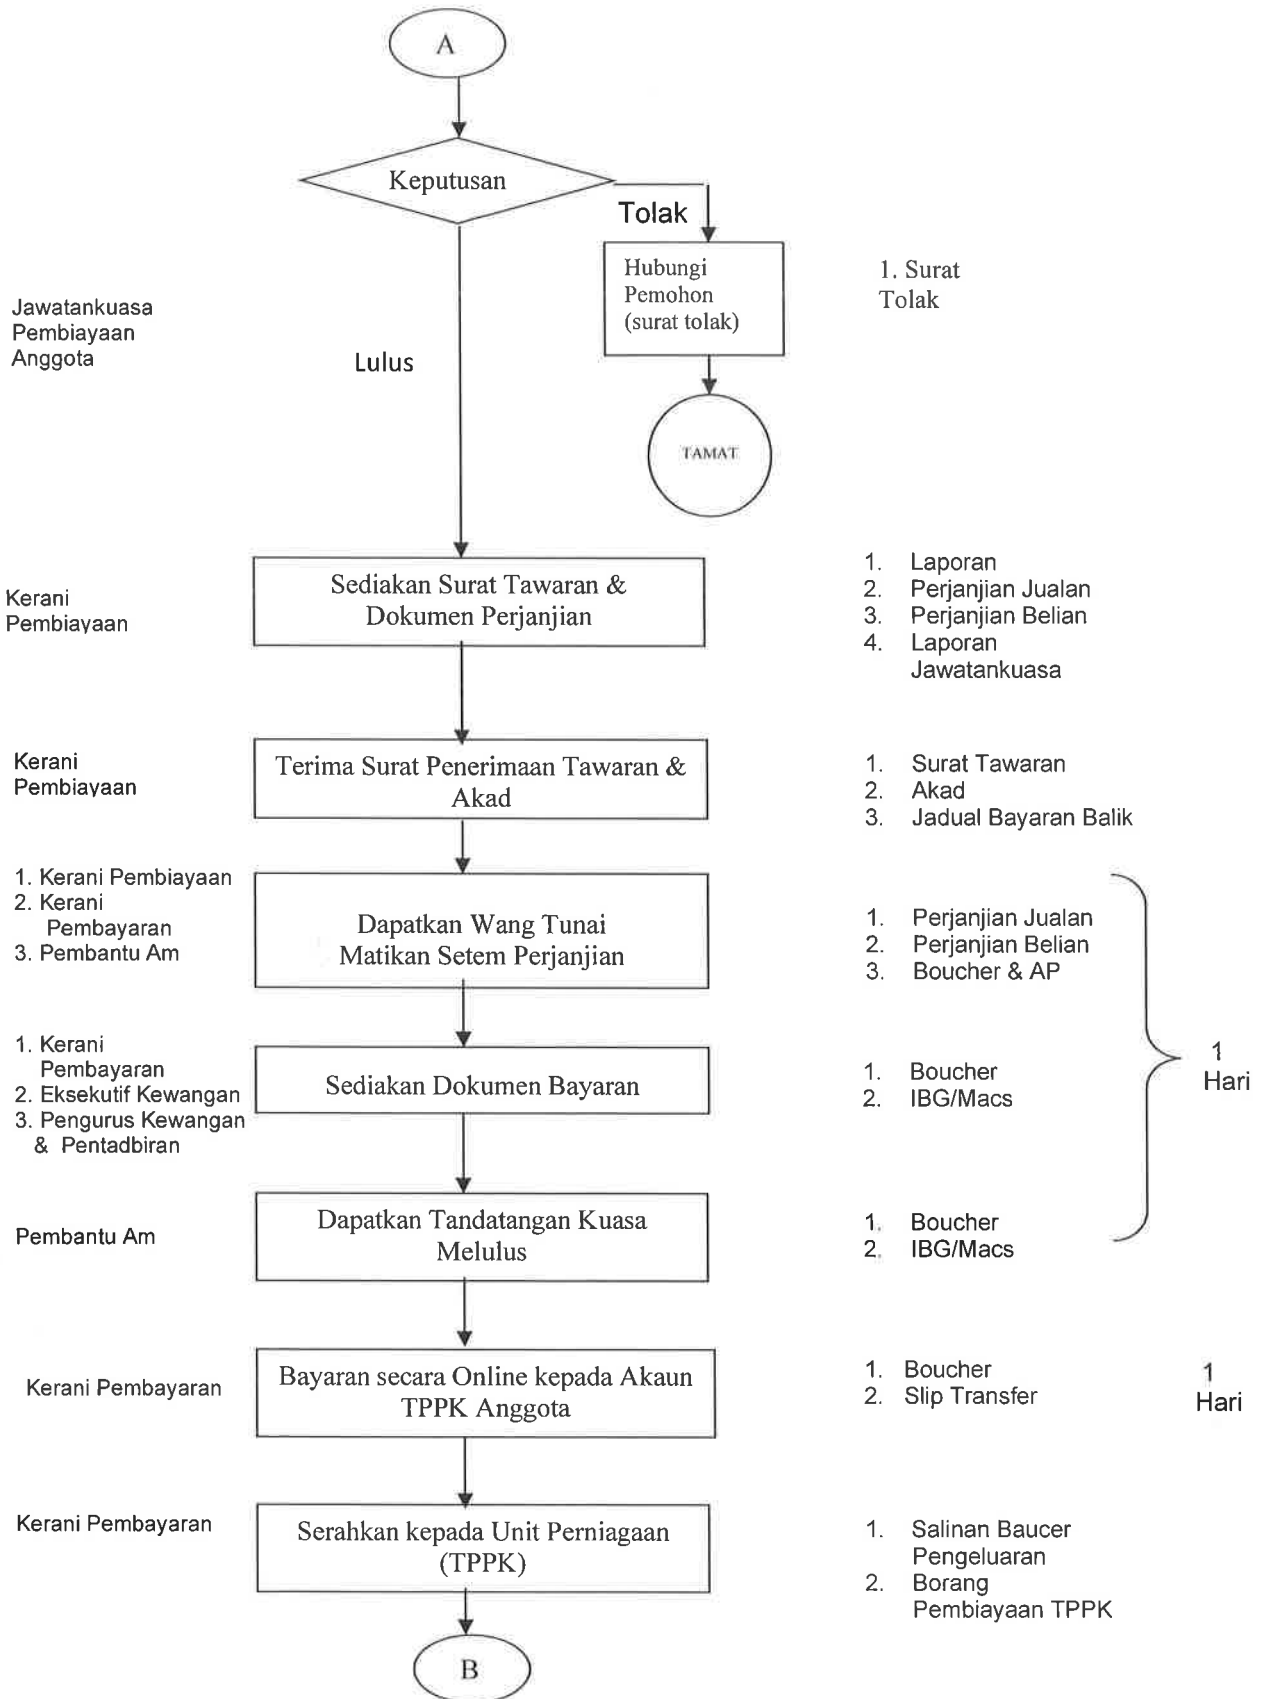 A
Keputusan
Tolak
Hubungi
Pemohon
(surat tolak)
1. Surat
Tolak
Jawatankuasa
Pembiayaan
Anggota
Lulus
TAMAT
Kerani
Pembiayaan
Sediakan Surat Tawaran &
Dokumen Perjanjian
1. Laporan
2. Perjanjian Jualan
3. Perjanjian Belian
4. Laporan
Jawatankuasa
Kerani
Pembiayaan
Terima Surat Penerimaan Tawaran &
Akad
1. Surat Tawaran
2. Akad
3. Jadual Bayaran Balik
1. Kerani Pembiayaan
2. Kerani
Pembayaran
3. Pembantu Am
Dapatkan Wang Tunai
Matikan Setem Perjanjian
1. Perjanjian Jualan
2. Perjanjian Belian
3. Boucher & AP
1
Hari
1. Kerani
Pembayaran
2. Eksekutif Kewangan
3. Pengurus Kewangan
& Pentadbiran
Sediakan Dokumen Bayaran
1. Boucher
2. IBG/Macs
Pembantu Am
Dapatkan Tandatangan Kuasa
Melulus
1. Boucher
2. IBG/Macs
Kerani Pembayaran
Bayaran secara Online kepada Akaun
TPPK Anggota
1. Boucher
2. Slip Transfer
1
Hari
Kerani Pembayaran
Serahkan kepada Unit Perniagaan
(TPPK)
1. Salinan Baucer
Pengeluaran
2. Borang
Pembiayaan TPPK
B